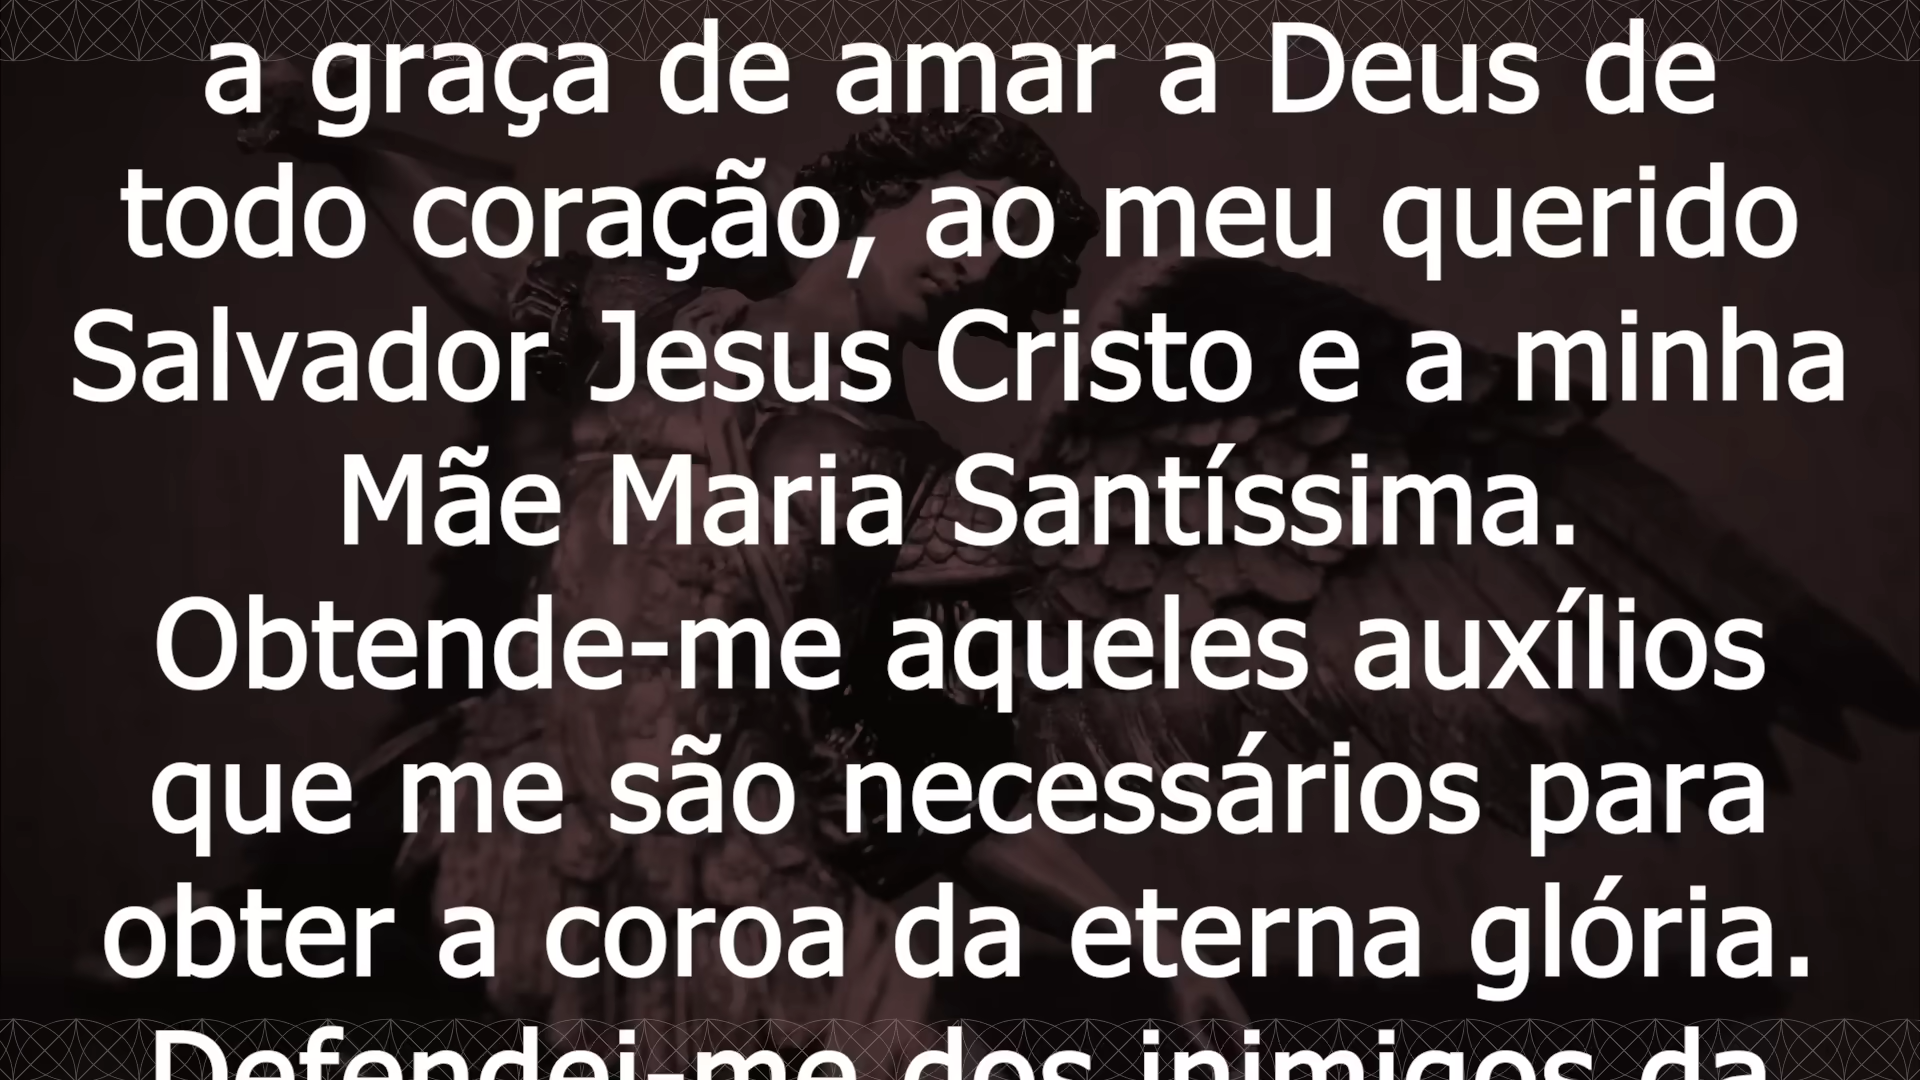 a graça de amar a Deus de
todo coração, ao meu querido
Salvador Jesus Cristo e a minha
Mãe Maria Santíssima.
Obtende-me aqueles auxílios
que me são necessários para
obter a coroa da eterna glória.
Defendei-me dos inimigos da